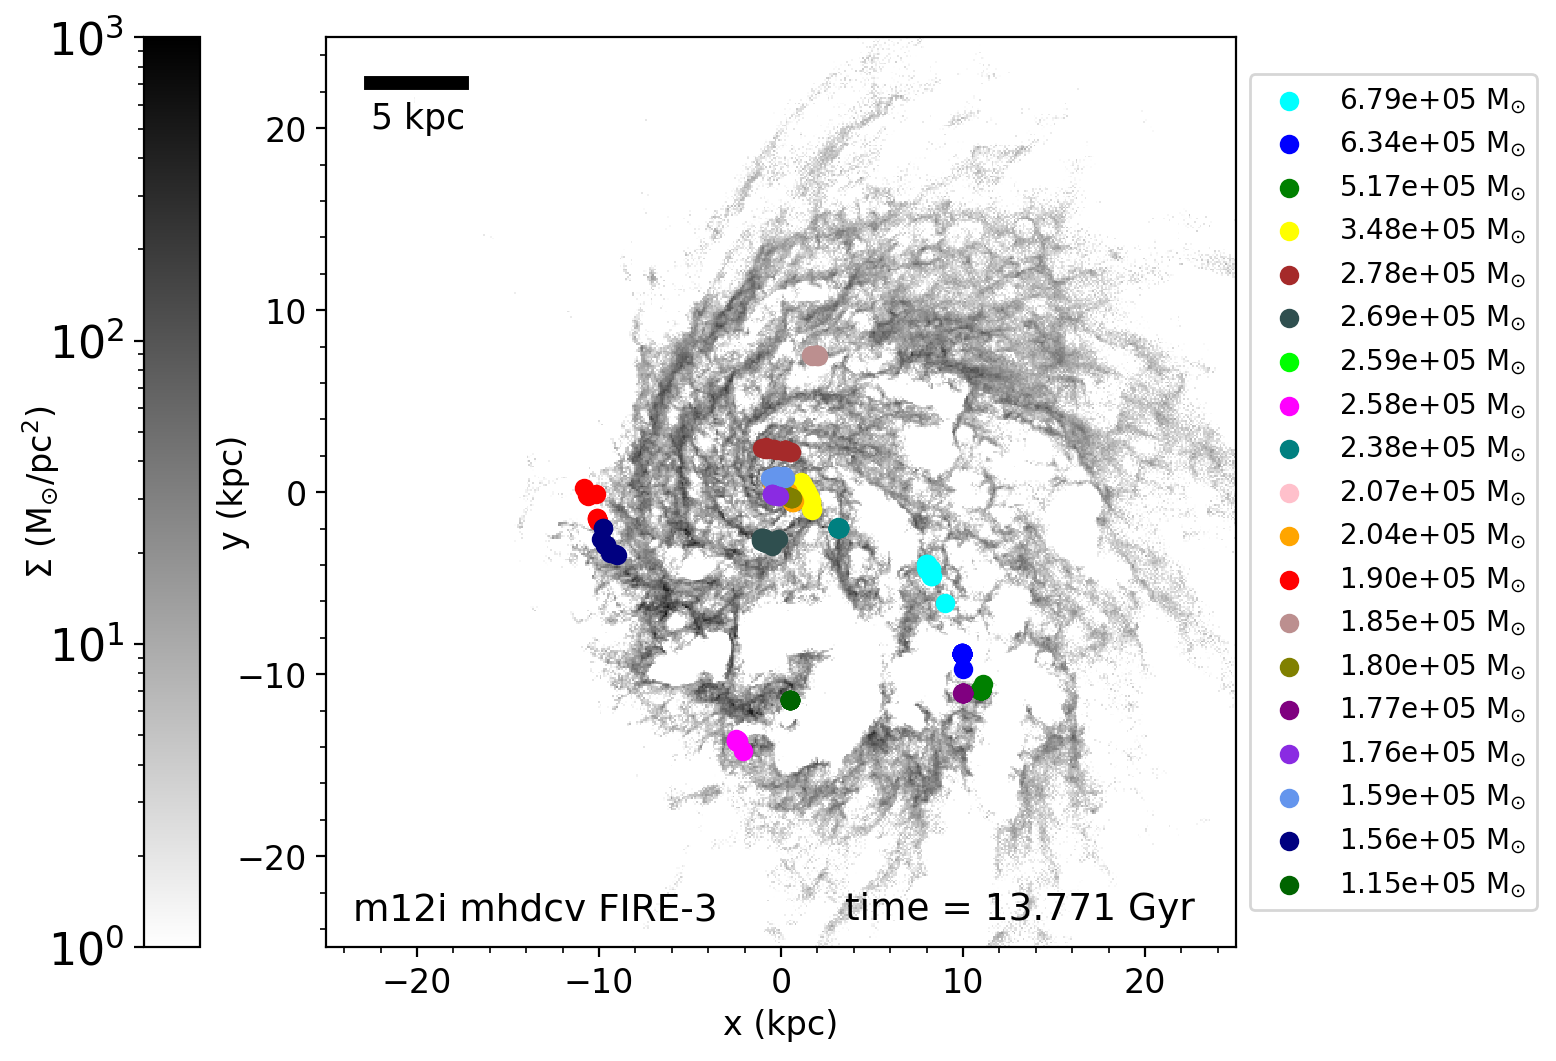 10³
10²
10¹
10⁰
Σ (M⊙/pc²)
y (kpc)
20
10
0
−10
−20
5 kpc
m12i mhdcv FIRE-3
time = 13.771 Gyr
−20
−10
0
10
20
x (kpc)
6.79e+05 M⊙
6.34e+05 M⊙
5.17e+05 M⊙
3.48e+05 M⊙
2.78e+05 M⊙
2.69e+05 M⊙
2.59e+05 M⊙
2.58e+05 M⊙
2.38e+05 M⊙
2.07e+05 M⊙
2.04e+05 M⊙
1.90e+05 M⊙
1.85e+05 M⊙
1.80e+05 M⊙
1.77e+05 M⊙
1.76e+05 M⊙
1.59e+05 M⊙
1.56e+05 M⊙
1.15e+05 M⊙